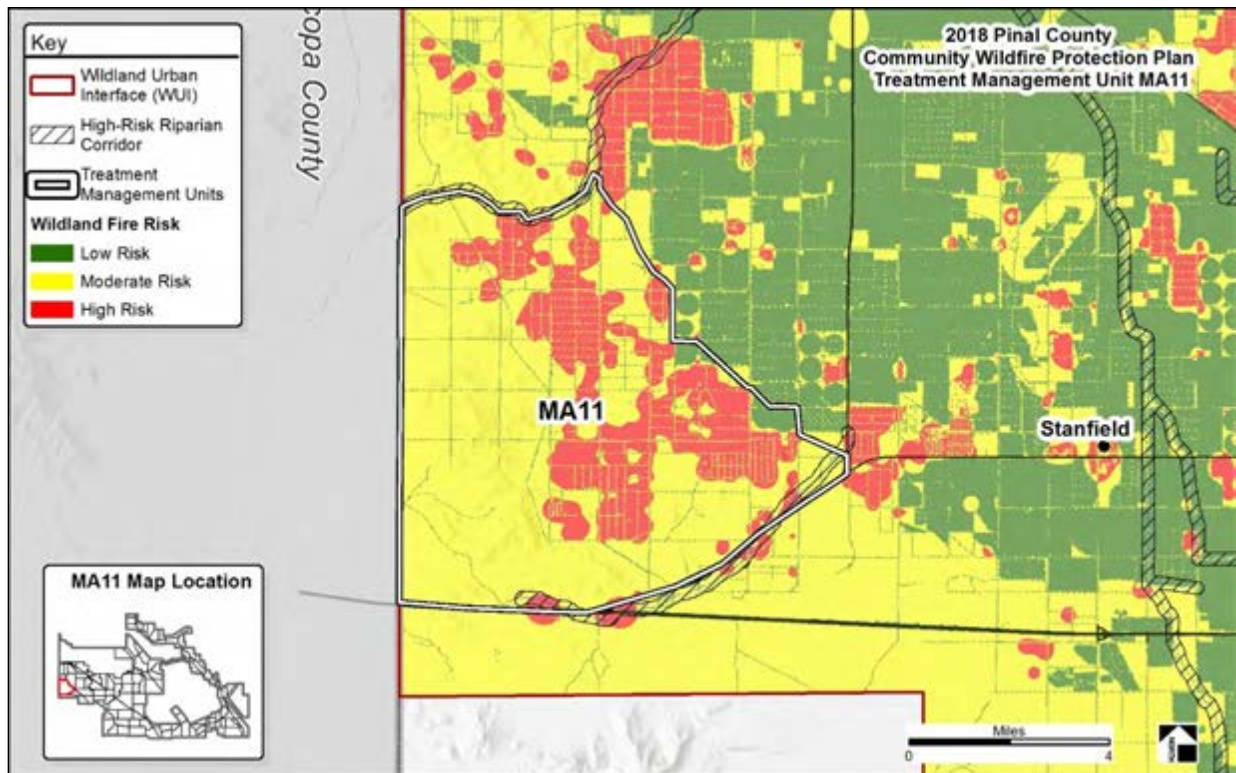 Key
Wildland Urban
Interface (WUI)
High-Risk Riparian
Corridor
Treatment
Management Units
Wildland Fire Risk
Low Risk
Moderate Risk
High Risk
copa County
2018 Pinal County
Community Wildfire Protection Plan
Treatment Management Unit MA11
MA11
Stanfield
MA11 Map Location
Miles
0
4